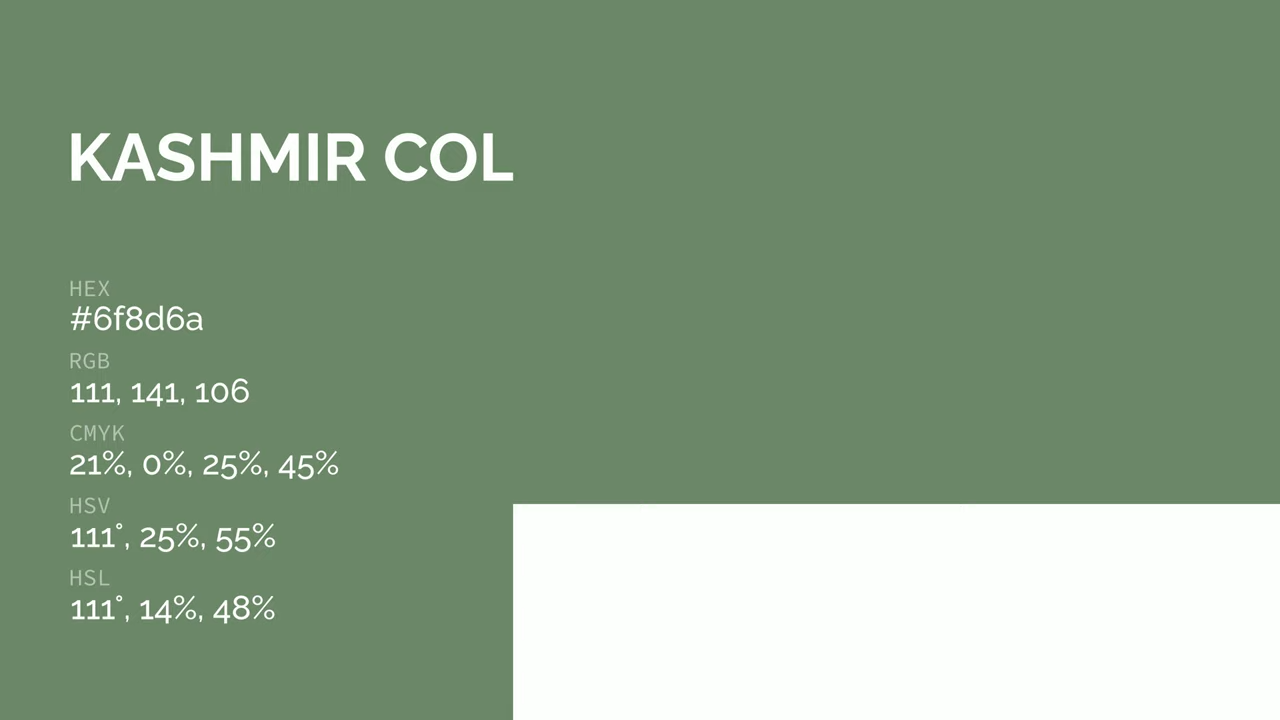 KASHMIR COL
HEX
#6f8d6a
RGB
111, 141, 106
CMYK
21%, 0%, 25%, 45%
HSV
111°, 25%, 55%
HSL
111°, 14%, 48%